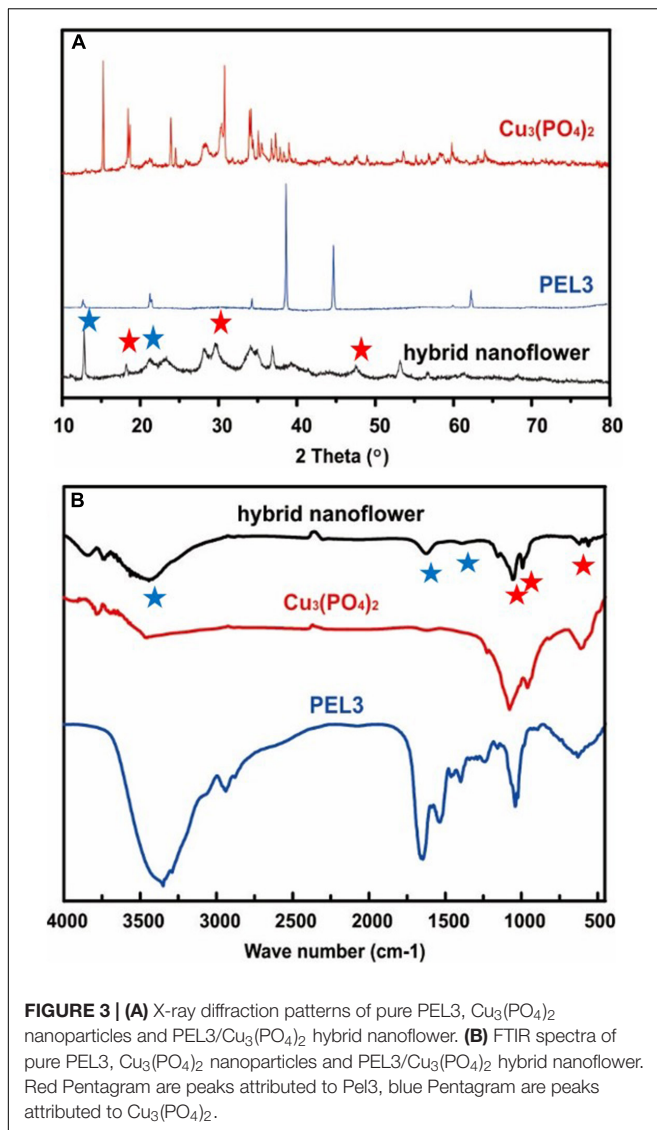 A
Cu₃(PO₄)₂
PEL3
hybrid nanoflower
10 20 30 40 50 60 70 80
2 Theta (°)
B
hybrid nanoflower
Cu₃(PO₄)₂
PEL3
4000 3500 3000 2500 2000 1500 1000 500
Wave number (cm-1)
FIGURE 3 | (A) X-ray diffraction patterns of pure PEL3, Cu₃(PO₄)₂
nanoparticles and PEL3/Cu₃(PO₄)₂ hybrid nanoflower. (B) FTIR spectra of
pure PEL3, Cu₃(PO₄)₂ nanoparticles and PEL3/Cu₃(PO₄)₂ hybrid nanoflower.
Red Pentagram are peaks attributed to Pel3, blue Pentagram are peaks
attributed to Cu₃(PO₄)₂.